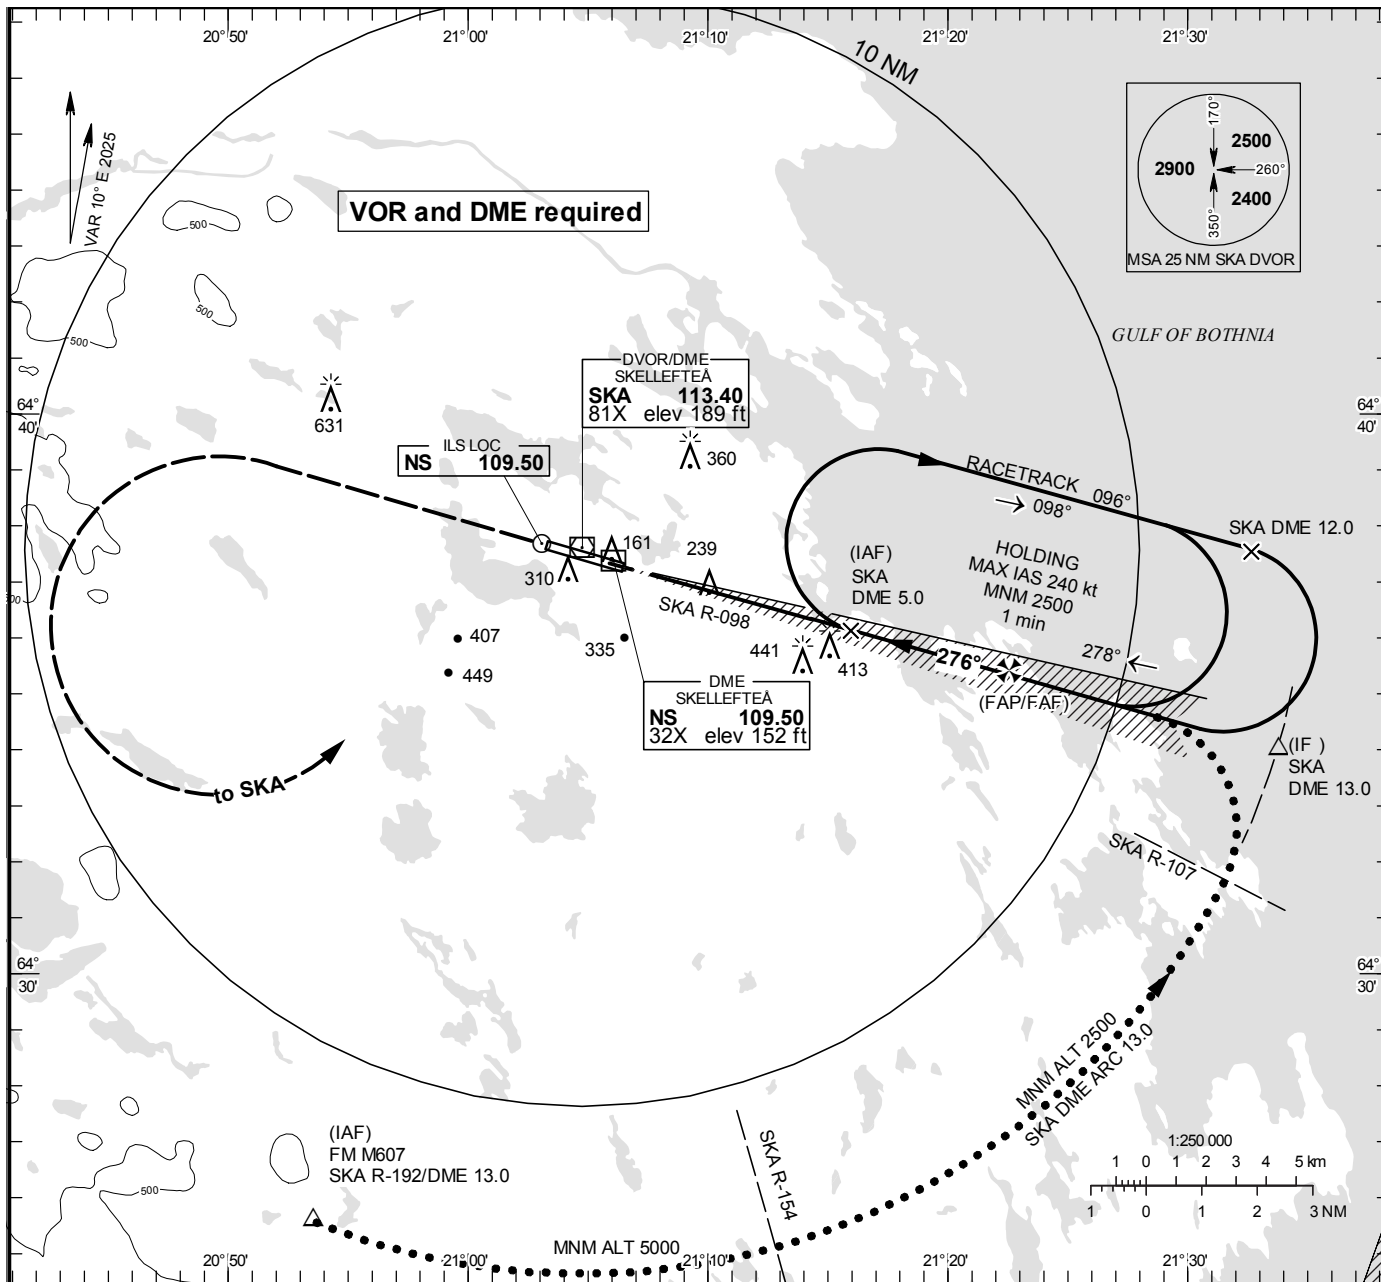 20°50'
21°00'
21°10'
21°20'
21°30'
10 NM
VAR 10° E 2025
VOR and DME required
170°
2500
2900
260°
2400
350°
MSA 25 NM SKA DVOR
GULF OF BOTHNIA
500
500
500
500
64°
40'
64°
40'
631
DVOR/DME
SKELLEFTEÅ
SKA 113.40
81X elev 189 ft
ILS LOC
NS 109.50
360
RACETRACK 096°
098°
SKA DME 12.0
HOLDING
MAX IAS 240 kt
MNM 2500
1 min
278°
161
239
310
(IAF)
SKA
DME 5.0
SKA R-098
407
335
449
441
413
276°
(FAP/FAF)
DME
SKELLEFTEÅ
NS 109.50
32X elev 152 ft
(IF )
SKA
DME 13.0
to SKA
SKA R-107
64°
30'
64°
30'
MNM ALT 2500
SKA DME ARC 13.0
(IAF)
FM M607
SKA R-192/DME 13.0
500
SKA R-154
MNM ALT 5000
1:250 000
1 0 1 2 3 4 5 km
1 0 1 2 3 NM
20°50'
21°00'
21°10'
21°20'
21°30'